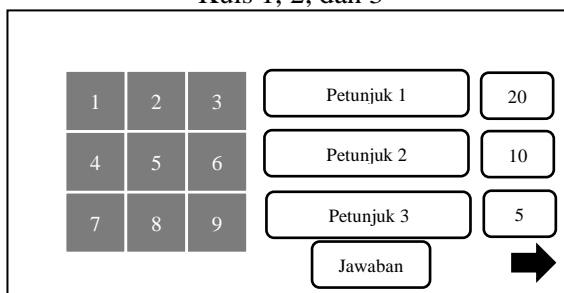 Kuis 1, 2, dan 3
1 2 3 Petunjuk 1 20
4 5 6 Petunjuk 2 10
7 8 9 Petunjuk 3 5
Jawaban